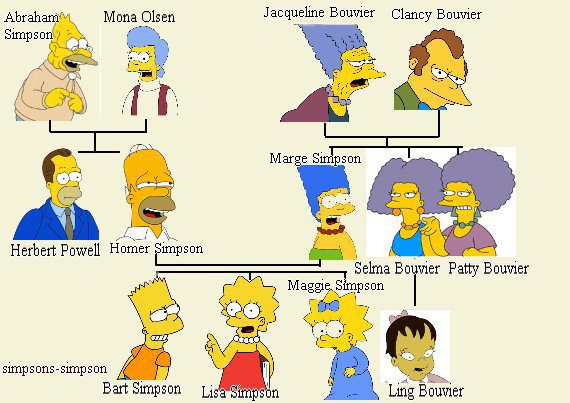 Abraham
Simpson
Mona Olsen
Jacqueline Bouvier
Clancy Bouvier
Marge Simpson
Herbert Powell
Homer Simpson
Selma Bouvier
Patty Bouvier
Maggie Simpson
simpsons-simpson
Bart Simpson
Lisa Simpson
Ling Bouvier